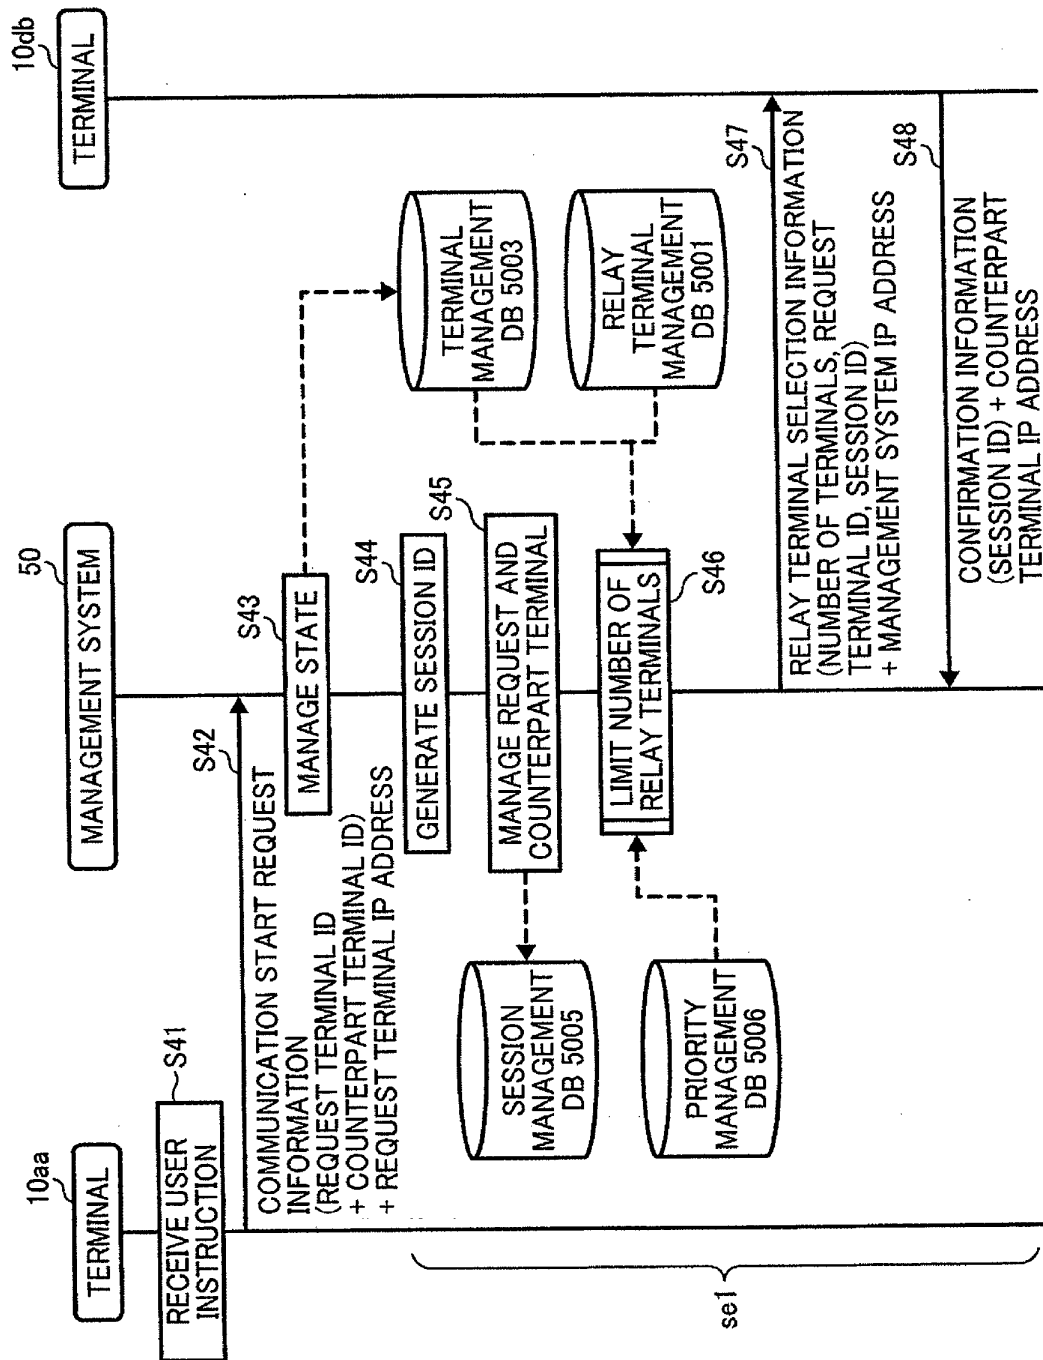 10aa
TERMINAL
50
MANAGEMENT SYSTEM
10db
TERMINAL
RECEIVE USER
INSTRUCTION
S41
S42
COMMUNICATION START REQUEST
INFORMATION
(REQUEST TERMINAL ID
+ COUNTERPART TERMINAL ID)
+ REQUEST TERMINAL IP ADDRESS
S43
MANAGE STATE
TERMINAL
MANAGEMENT
DB 5003
S44
GENERATE SESSION ID
S45
MANAGE REQUEST AND
COUNTERPART TERMINAL
SESSION
MANAGEMENT
DB 5005
RELAY
TERMINAL
MANAGEMENT
DB 5001
LIMIT NUMBER OF
RELAY TERMINALS
S46
PRIORITY
MANAGEMENT
DB 5006
S47
RELAY TERMINAL SELECTION INFORMATION
(NUMBER OF TERMINALS, REQUEST
TERMINAL ID, SESSION ID)
+ MANAGEMENT SYSTEM IP ADDRESS
S48
CONFIRMATION INFORMATION
(SESSION ID) + COUNTERPART
TERMINAL IP ADDRESS
se1